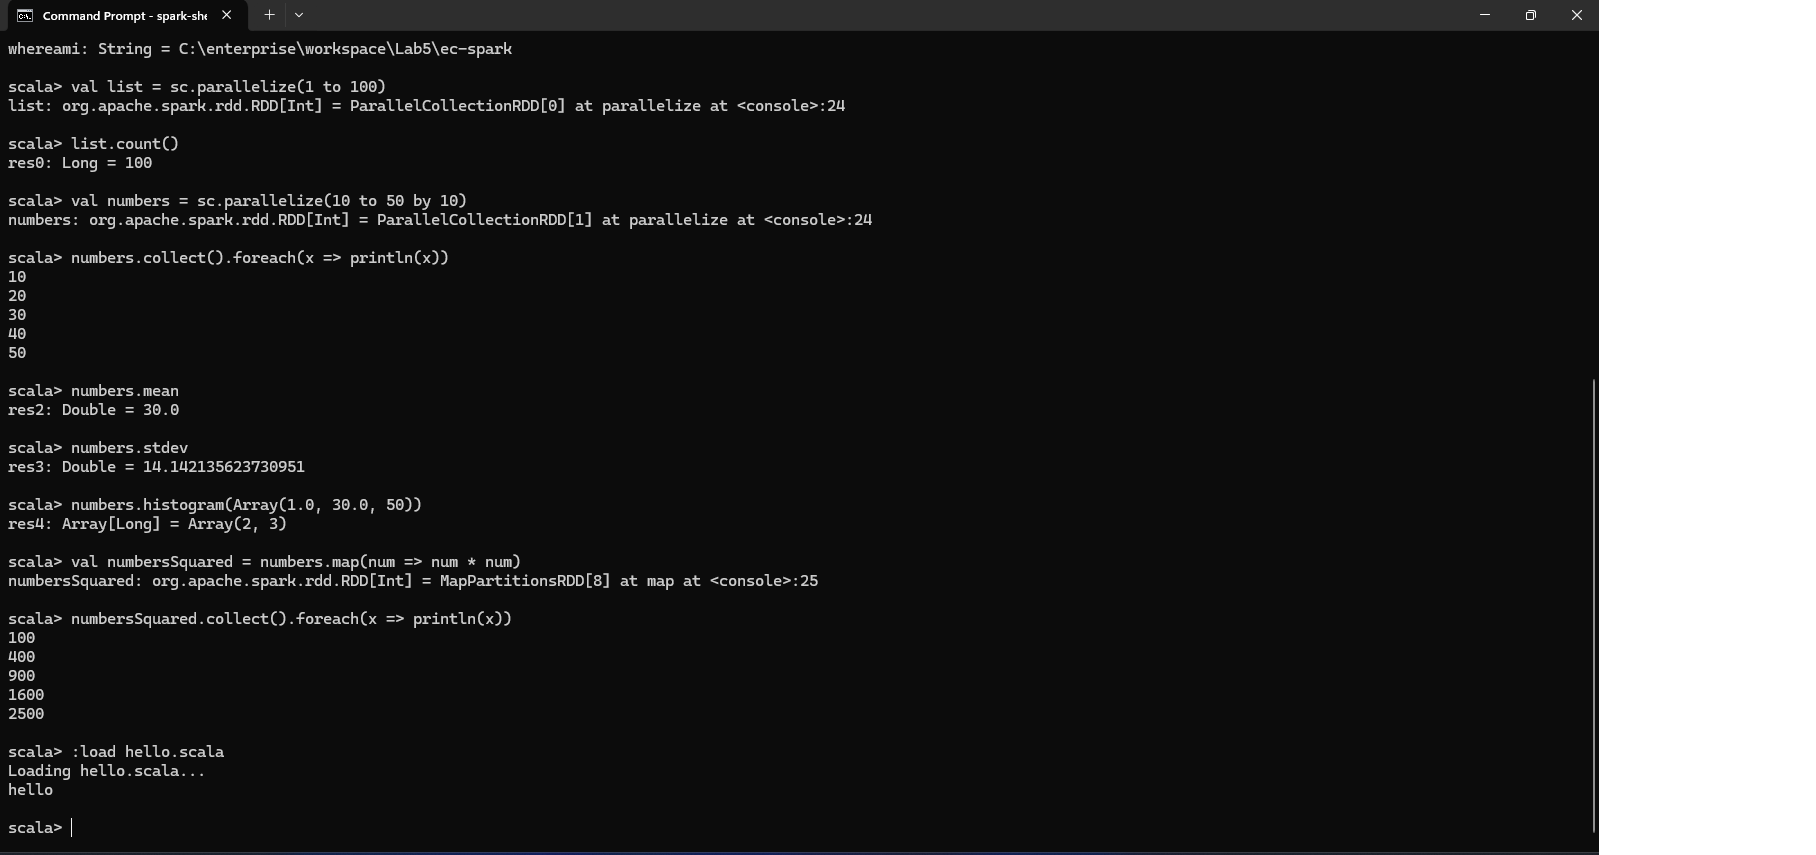 Command Prompt - spark-she
whereami: String = C:\enterprise\workspace\Lab5\ec-spark
scala> val list = sc.parallelize(1 to 100)
list: org.apache.spark.rdd.RDD[Int] = ParallelCollectionRDD[0] at parallelize at <console>:24
scala> list.count()
res0: Long = 100
scala> val numbers = sc.parallelize(10 to 50 by 10)
numbers: org.apache.spark.rdd.RDD[Int] = ParallelCollectionRDD[1] at parallelize at <console>:24
scala> numbers.collect().foreach(x => println(x))
10
20
30
40
50
scala> numbers.mean
res2: Double = 30.0
scala> numbers.stdev
res3: Double = 14.142135623730951
scala> numbers.histogram(Array(1.0, 30.0, 50))
res4: Array[Long] = Array(2, 3)
scala> val numbersSquared = numbers.map(num => num * num)
numbersSquared: org.apache.spark.rdd.RDD[Int] = MapPartitionsRDD[8] at map at <console>:25
scala> numbersSquared.collect().foreach(x => println(x))
100
400
900
1600
2500
scala> :load hello.scala
Loading hello.scala...
hello
scala>